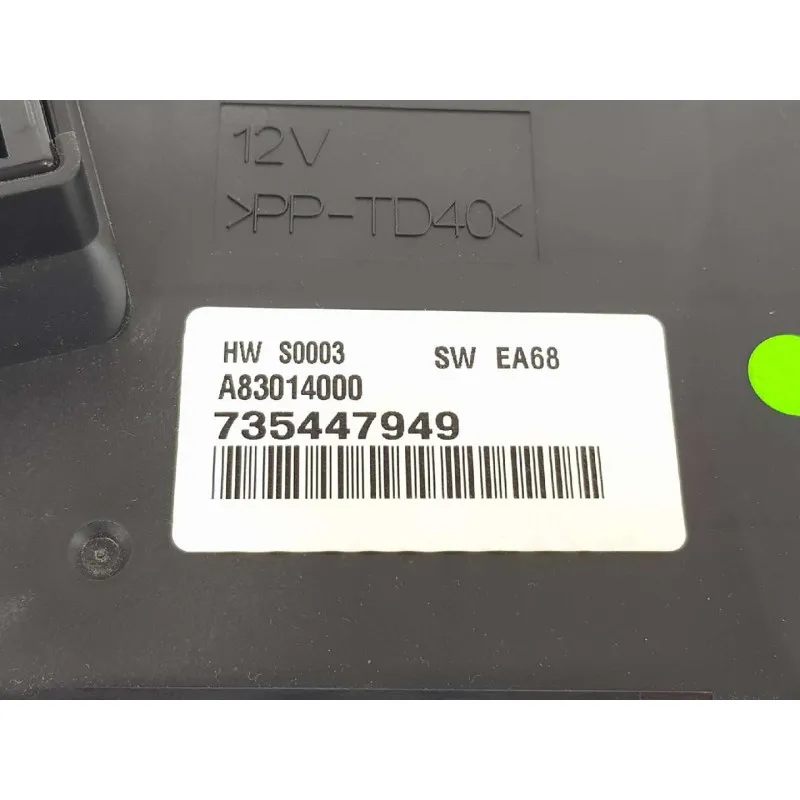 12V
>PP-TD40<
HW S0003 SW EA68
A83014000
735447949